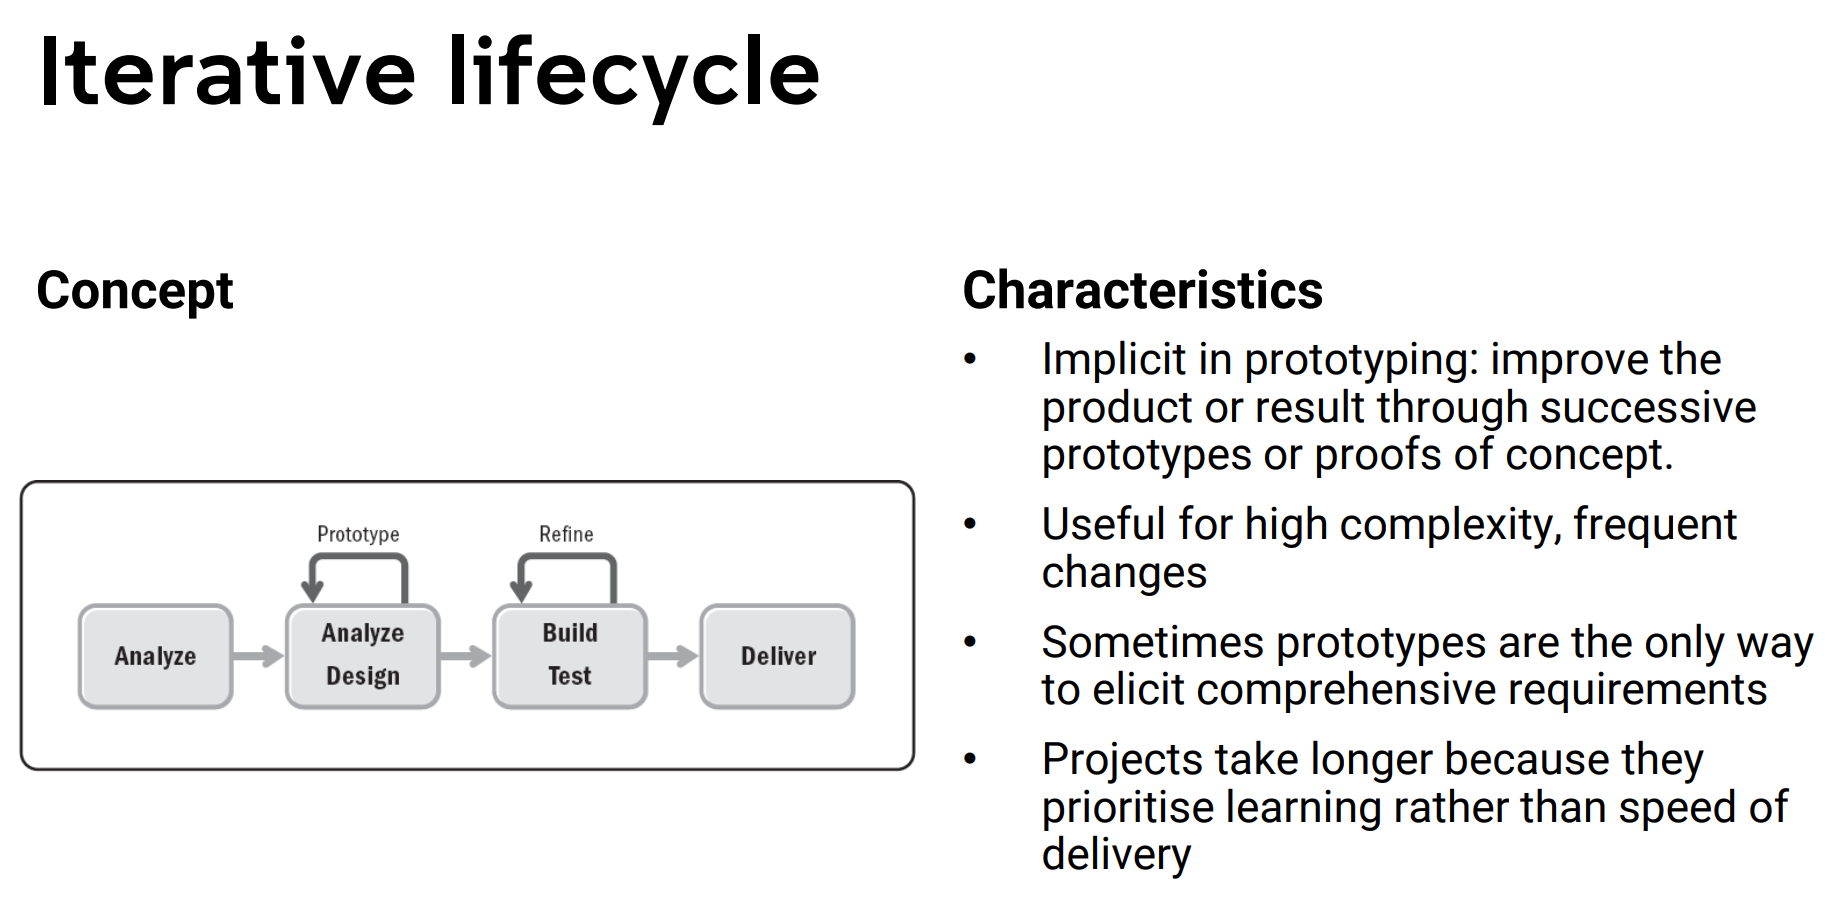 Iterative lifecycle
Concept
Prototype
Refine
Analyze
Analyze
Design
Build
Test
Deliver
Characteristics
• Implicit in prototyping: improve the
product or result through successive
prototypes or proofs of concept.
• Useful for high complexity, frequent
changes
• Sometimes prototypes are the only way
to elicit comprehensive requirements
• Projects take longer because they
prioritise learning rather than speed of
delivery